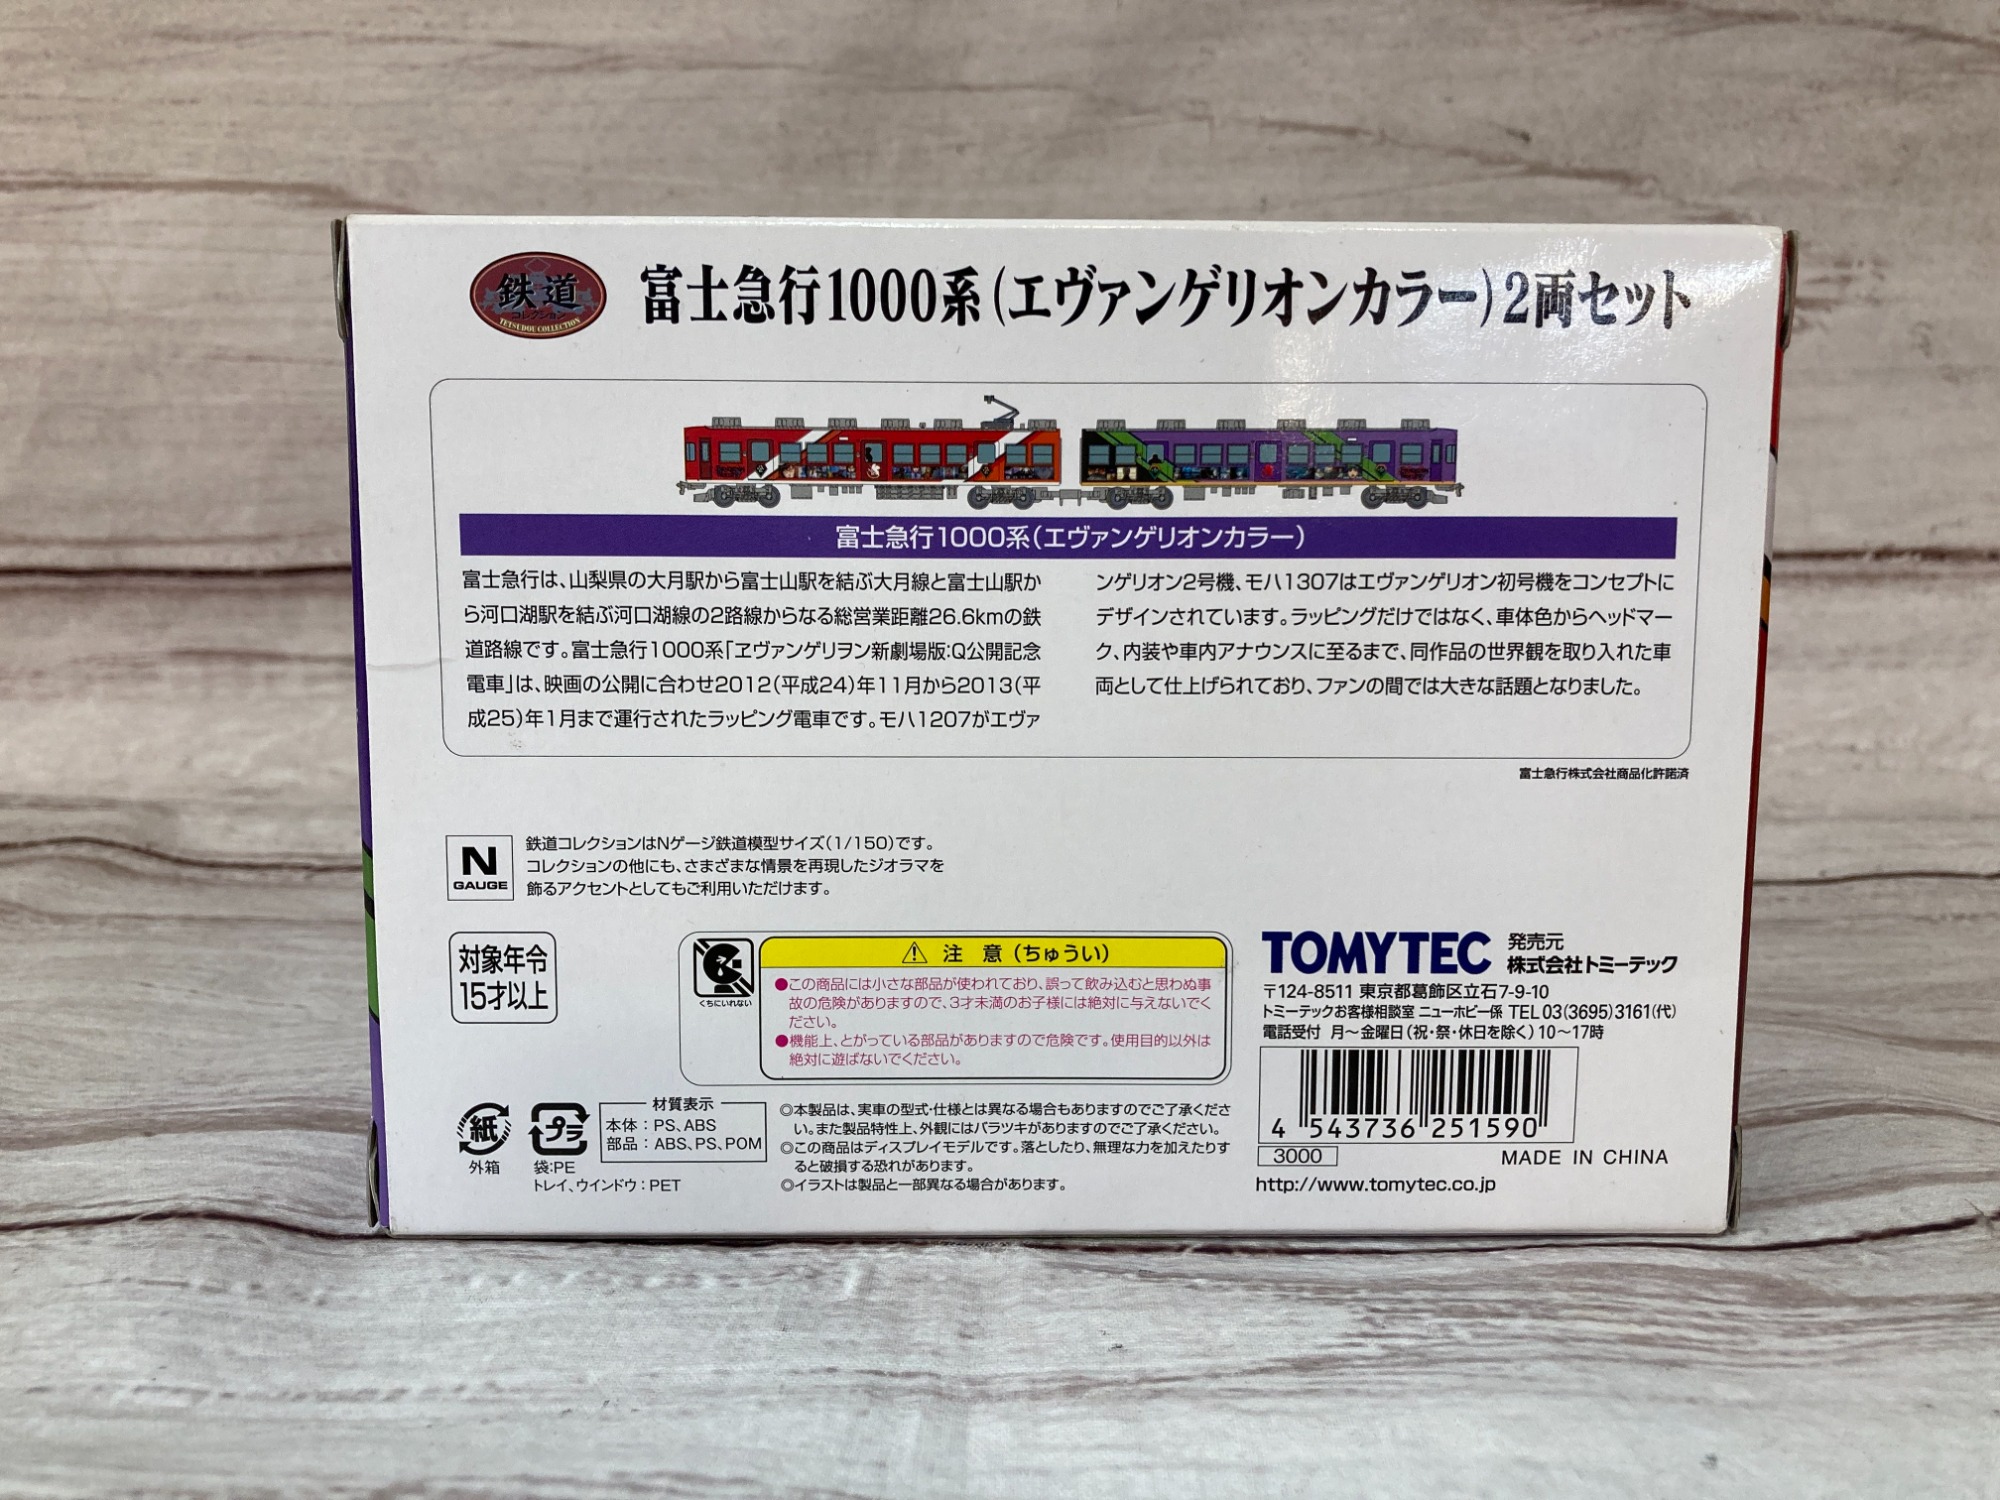 鉄道
コレクション
TETSUDOU COLLECTION
富士急行1000系(エヴァンゲリオンカラー)2両セット
富士急行1000系(エヴァンゲリオンカラー)
富士急行は、山梨県の大月駅から富士山駅を結ぶ大月線と富士山駅か
ら河口湖駅を結ぶ河口湖線の2路線からなる総営業距離26.6kmの鉄
道路線です。富士急行1000系「ヱヴァンゲリヲン新劇場版:Q公開記念
電車」は、映画の公開に合わせ2012(平成24)年11月から2013(平
成25)年1月まで運行されたラッピング電車です。モハ1207がエヴァ
ンゲリオン2号機、モハ1307はエヴァンゲリオン初号機をコンセプトに
デザインされています。ラッピングだけではなく、車体色からヘッドマー
ク、内装や車内アナウンスに至るまで、同作品の世界観を取り入れた車
両として仕上げられており、ファンの間では大きな話題となりました。
富士急行株式会社商品化許諾済
N
GAUGE
鉄道コレクションはNゲージ鉄道模型サイズ(1/150)です。
コレクションの他にも、さまざまな情景を再現したジオラマを
飾るアクセントとしてもご利用いただけます。
対象年令
15才以上
くちにいれない
⚠ 注 意 (ちゅうい)
●この商品には小さな部品が使われており、誤って飲み込むと思わぬ事
故の危険がありますので、3才未満のお子様には絶対に与えないでく
ださい。
●機能上、とがっている部品がありますので危険です。使用目的以外は
絶対に遊ばないでください。
TOMYTEC
発売元
株式会社トミーテック
〒124-8511 東京都葛飾区立石7-9-10
トミーテックお客様相談室 ニューホビー係 TEL 03(3695)3161(代)
電話受付 月～金曜日(祝・祭・休日を除く)10～17時
4 543736 251590
3000
MADE IN CHINA
http://www.tomytec.co.jp
紙
外箱
プラ
袋:PE
トレイ、ウインドウ:PET
材質表示
本体:PS、ABS
部品:ABS、PS、POM
◎本製品は、実車の型式・仕様とは異なる場合もありますのでご了承くださ
い。また製品特性上、外観にはバラツキがありますのでご了承ください。
◎この商品はディスプレイモデルです。落としたり、無理な力を加えたりす
ると破損する恐れがあります。
◎イラストは製品と一部異なる場合があります。